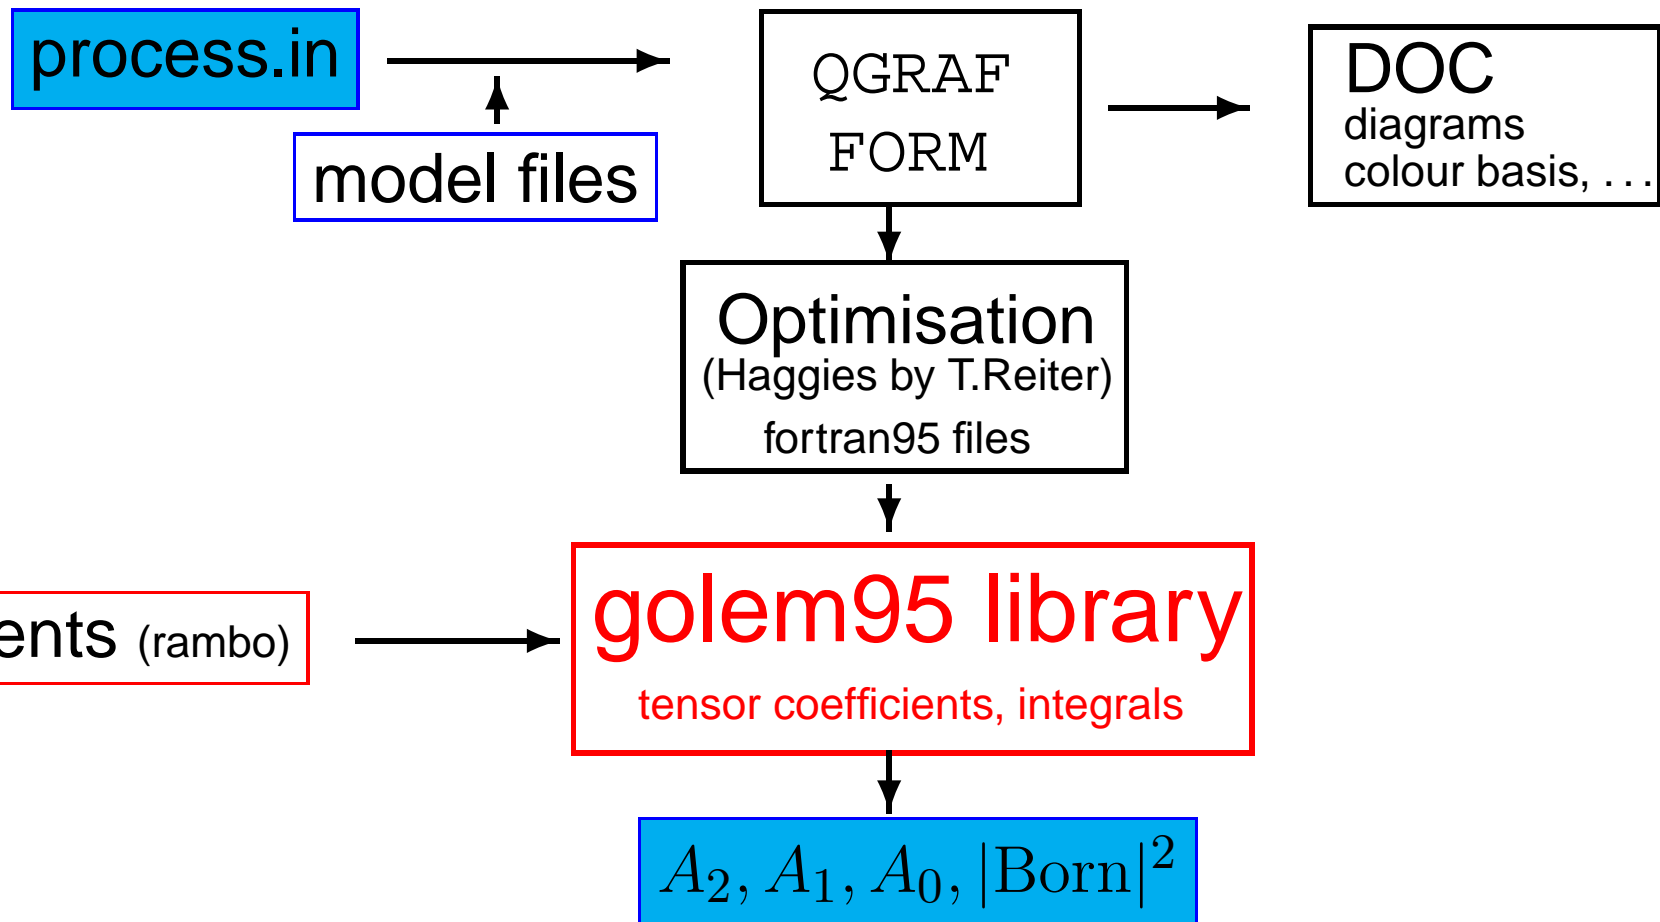 process.in
model files
QGRAF
FORM
DOC
diagrams
colour basis, ...
Optimisation
(Haggies by T.Reiter)
fortran95 files
(rambo)
golem95 library
tensor coefficients, integrals
A₂, A₁, A₀, |Born|²